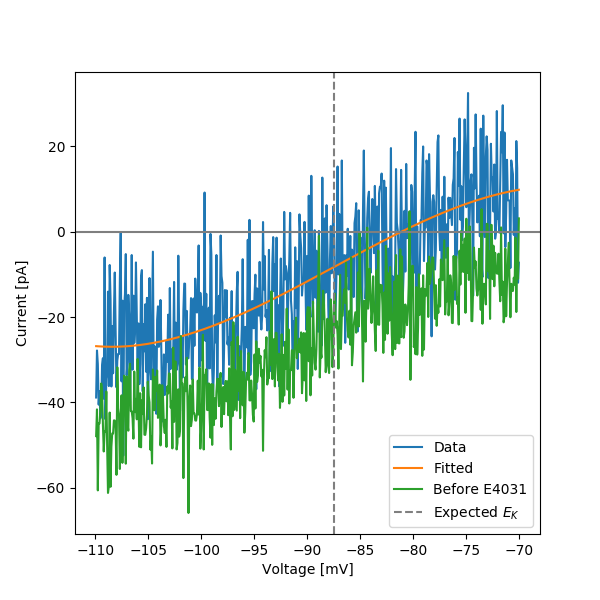 20
0
−20
−40
−60
Current [pA]
Data
Fitted
Before E4031
Expected E_K
−110 −105 −100 −95 −90 −85 −80 −75 −70
Voltage [mV]